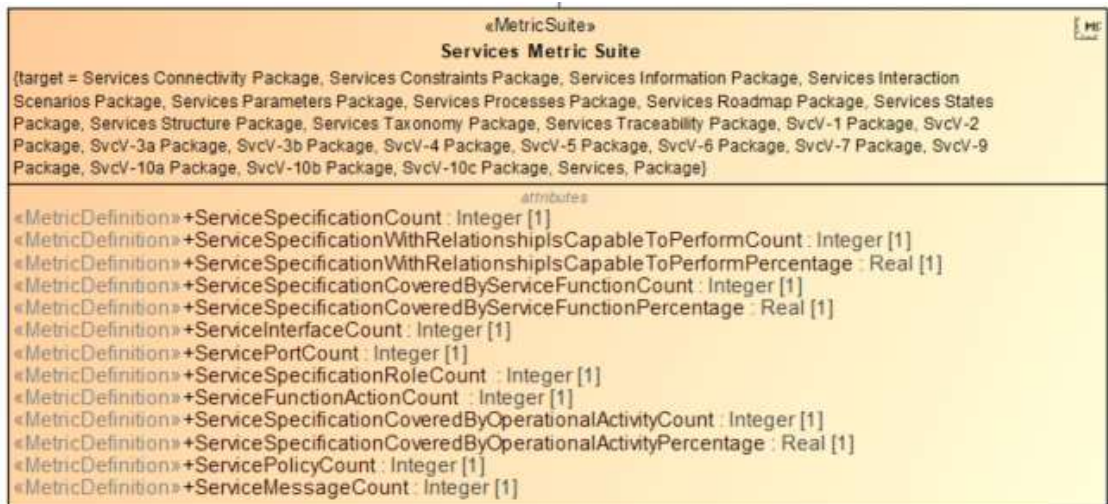 «MetricSuite»
Services Metric Suite
{target = Services Connectivity Package, Services Constraints Package, Services Information Package, Services Interaction
Scenarios Package, Services Parameters Package, Services Processes Package, Services Roadmap Package, Services States
Package, Services Structure Package, Services Taxonomy Package, Services Traceability Package, SvcV-1 Package, SvcV-2
Package, SvcV-3a Package, SvcV-3b Package, SvcV-4 Package, SvcV-5 Package, SvcV-6 Package, SvcV-7 Package, SvcV-9
Package, SvcV-10a Package, SvcV-10b Package, SvcV-10c Package, Services, Package}
attributes
«MetricDefinition»+ServiceSpecificationCount : Integer [1]
«MetricDefinition»+ServiceSpecificationWithRelationshipIsCapableToPerformCount : Integer [1]
«MetricDefinition»+ServiceSpecificationWithRelationshipIsCapableToPerformPercentage : Real [1]
«MetricDefinition»+ServiceSpecificationCoveredByServiceFunctionCount : Integer [1]
«MetricDefinition»+ServiceSpecificationCoveredByServiceFunctionPercentage : Real [1]
«MetricDefinition»+ServiceInterfaceCount : Integer [1]
«MetricDefinition»+ServicePortCount : Integer [1]
«MetricDefinition»+ServiceSpecificationRoleCount : Integer [1]
«MetricDefinition»+ServiceFunctionActionCount : Integer [1]
«MetricDefinition»+ServiceSpecificationCoveredByOperationalActivityCount : Integer [1]
«MetricDefinition»+ServiceSpecificationCoveredByOperationalActivityPercentage : Real [1]
«MetricDefinition»+ServicePolicyCount : Integer [1]
«MetricDefinition»+ServiceMessageCount : Integer [1]